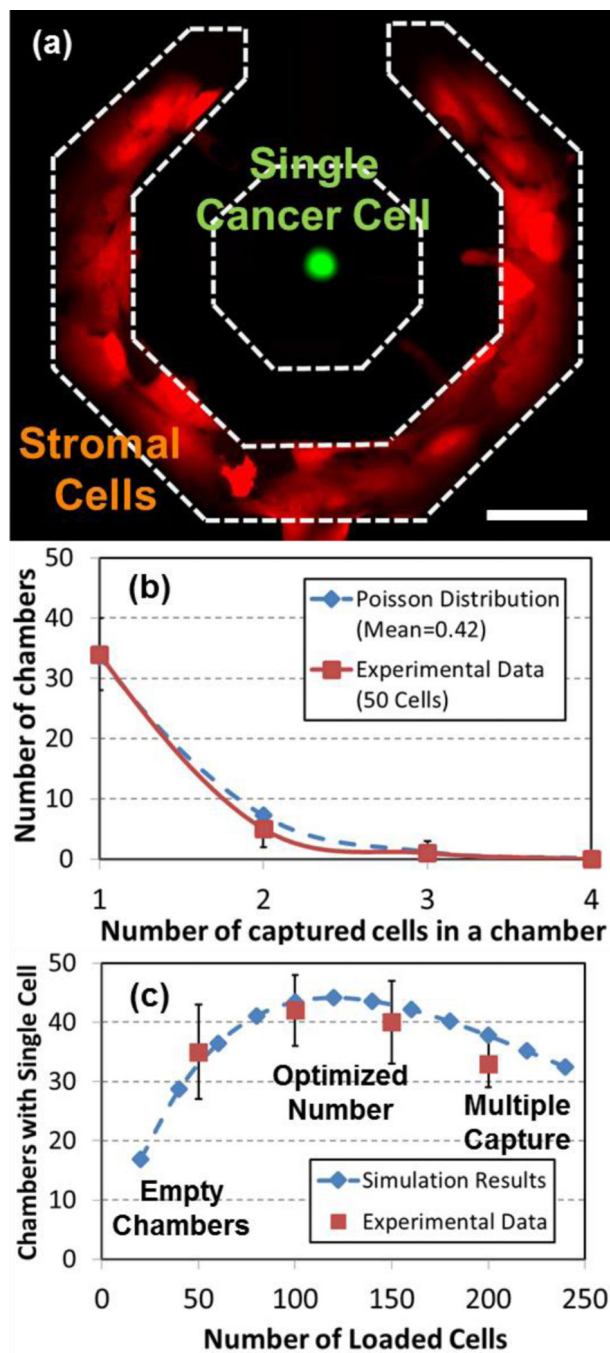 (a)
Single
Cancer Cell
Stromal
Cells
50
40
30
20
10
0
Number of chambers
(b)
Poisson Distribution
(Mean=0.42)
Experimental Data
(50 Cells)
1 2 3 4
Number of captured cells in a chamber
50
40
30
20
10
0
Chambers with Single Cell
(c)
Optimized
Number
Multiple
Capture
Empty
Chambers
Simulation Results
Experimental Data
0 50 100 150 200 250
Number of Loaded Cells